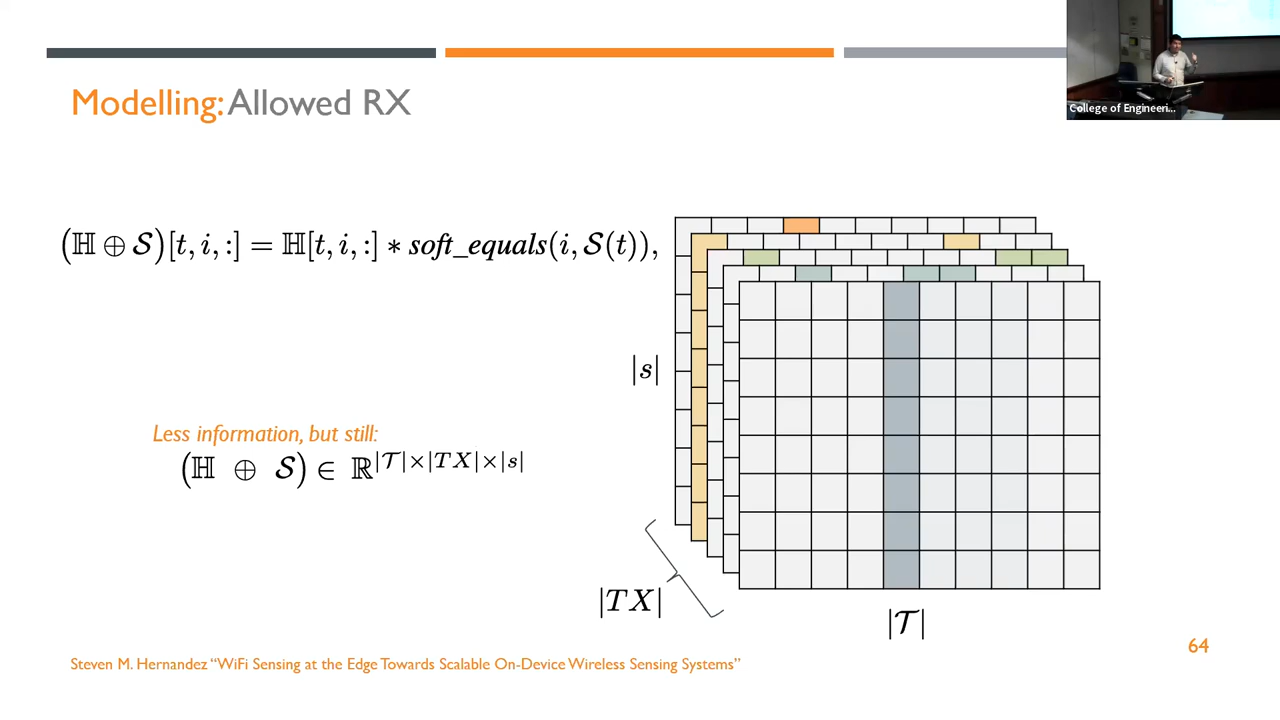 College of Engineeri...
Modelling: Allowed RX
(ℍ ⊕ 𝒮)[t, i, :] = ℍ[t, i, :] ∗ soft_equals(i, 𝒮(t)),
|s|
Less information, but still:
(ℍ ⊕ 𝒮) ∈ ℝ^{|𝒯|×|TX|×|s|}
|TX|
|𝒯|
64
Steven M. Hernandez “WiFi Sensing at the Edge Towards Scalable On-Device Wireless Sensing Systems”